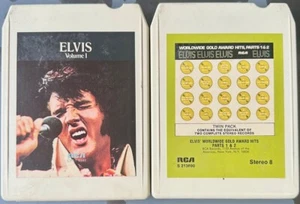 ELVIS
Volume 1
WORLDWIDE GOLD AWARD HITS, PARTS 1 & 2
ELVIS ELVIS ELVIS ELVIS
TWIN PACK
CONTAINS THE EQUIVALENT OF
TWO COMPLETE STEREO RECORDS
ELVIS' WORLDWIDE GOLD AWARD HITS
PARTS 1 & 2
RCA
Stereo 8